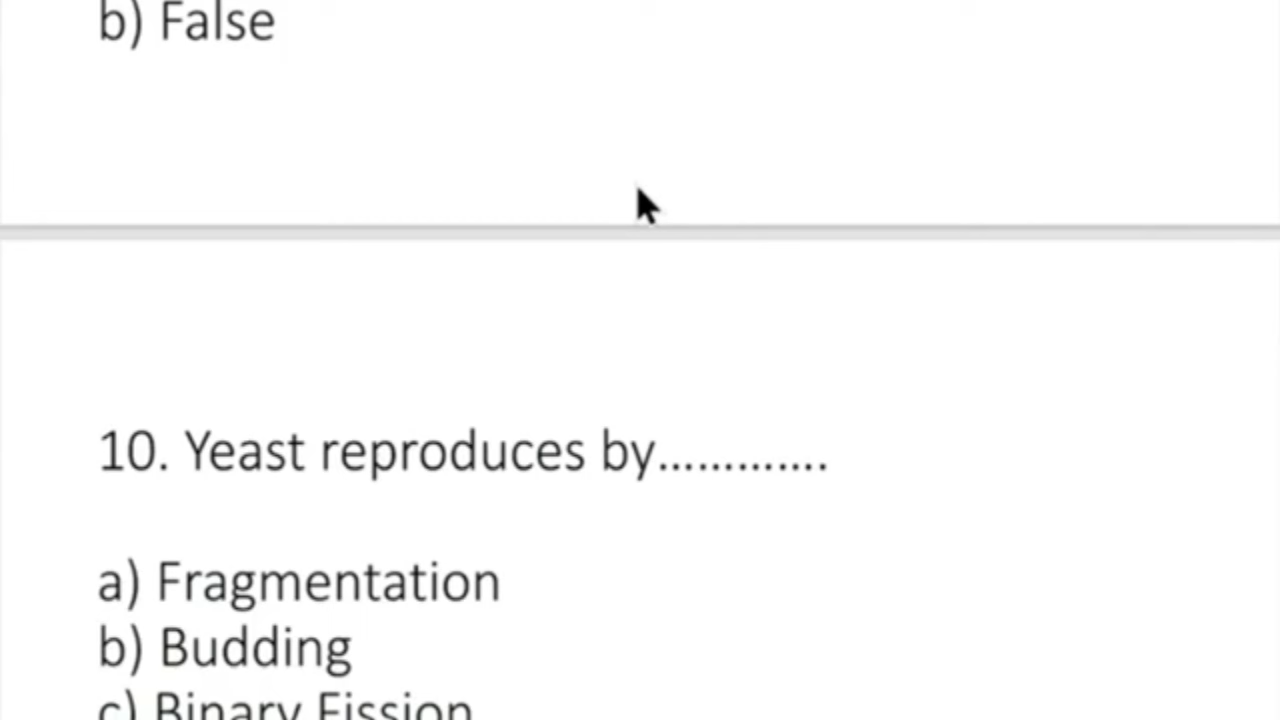 b) False
10. Yeast reproduces by.............
a) Fragmentation
b) Budding
c) Binary Fission